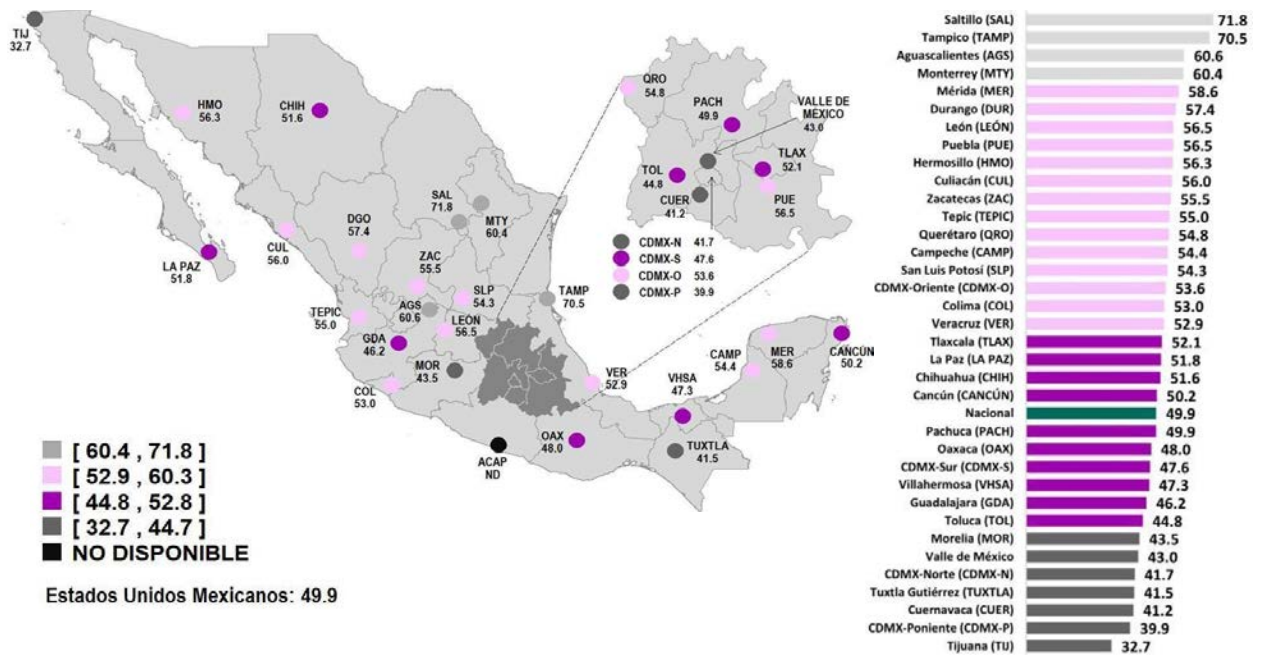 TIJ
32.7
HMO
56.3
CHIH
51.6
LA PAZ
51.8
CUL
56.0
DGO
57.4
SAL
71.8
MTY
60.4
ZAC
55.5
SLP
54.3
TAMP
70.5
TEPIC
55.0
AGS
60.6
LEÓN
56.5
GDA
46.2
MOR
43.5
COL
53.0
ACAP
ND
OAX
48.0
VER
52.9
VHSA
47.3
TUXTLA
41.5
CAMP
54.4
MER
58.6
CANCÚN
50.2
QRO
54.8
PACH
49.9
VALLE DE
MÉXICO
43.0
TLAX
52.1
TOL
44.8
CUER
41.2
PUE
56.5
CDMX-N 41.7
CDMX-S 47.6
CDMX-O 53.6
CDMX-P 39.9
[ 60.4 , 71.8 ]
[ 52.9 , 60.3 ]
[ 44.8 , 52.8 ]
[ 32.7 , 44.7 ]
NO DISPONIBLE
Estados Unidos Mexicanos: 49.9
Saltillo (SAL) 71.8
Tampico (TAMP) 70.5
Aguascalientes (AGS) 60.6
Monterrey (MTY) 60.4
Mérida (MER) 58.6
Durango (DUR) 57.4
León (LEÓN) 56.5
Puebla (PUE) 56.5
Hermosillo (HMO) 56.3
Culiacán (CUL) 56.0
Zacatecas (ZAC) 55.5
Tepic (TEPIC) 55.0
Querétaro (QRO) 54.8
Campeche (CAMP) 54.4
San Luis Potosí (SLP) 54.3
CDMX-Oriente (CDMX-O) 53.6
Colima (COL) 53.0
Veracruz (VER) 52.9
Tlaxcala (TLAX) 52.1
La Paz (LA PAZ) 51.8
Chihuahua (CHIH) 51.6
Cancún (CANCÚN) 50.2
Nacional 49.9
Pachuca (PACH) 49.9
Oaxaca (OAX) 48.0
CDMX-Sur (CDMX-S) 47.6
Villahermosa (VHSA) 47.3
Guadalajara (GDA) 46.2
Toluca (TOL) 44.8
Morelia (MOR) 43.5
Valle de México 43.0
CDMX-Norte (CDMX-N) 41.7
Tuxtla Gutiérrez (TUXTLA) 41.5
Cuernavaca (CUER) 41.2
CDMX-Poniente (CDMX-P) 39.9
Tijuana (TIJ) 32.7